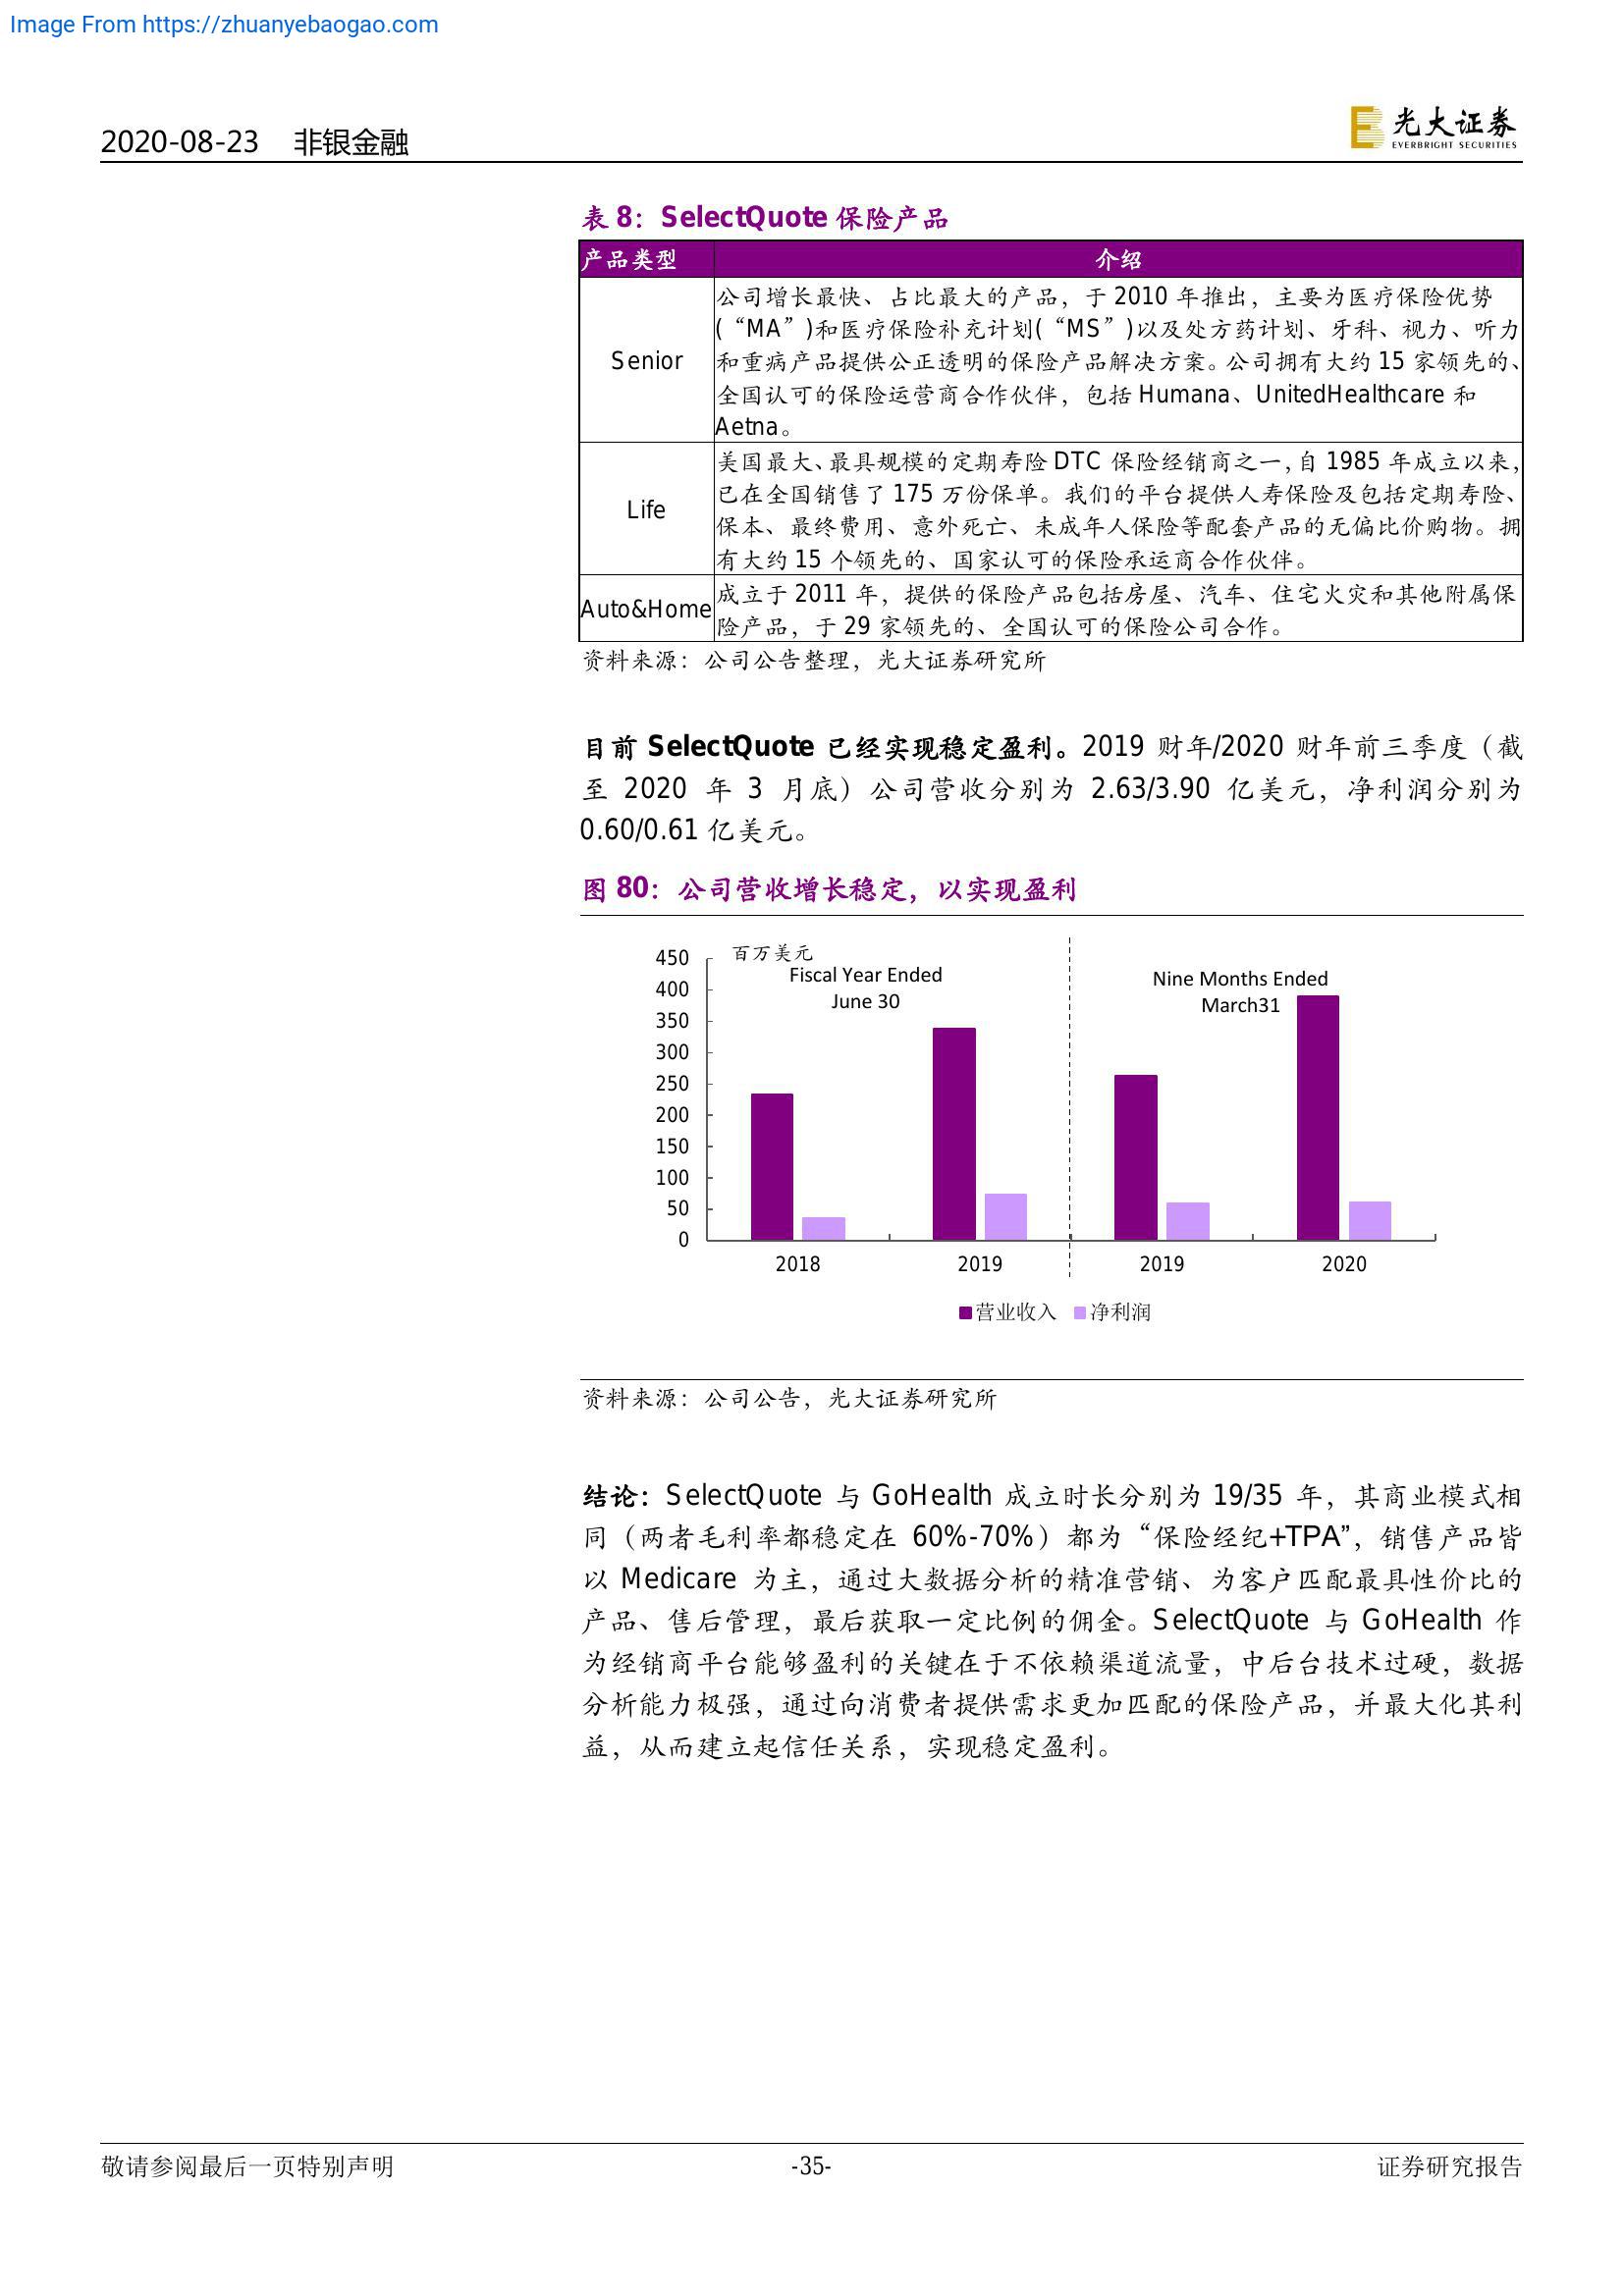 Image From https://zhuanyebaogao.com
2020-08-23 非银金融
光大证券
EVERBRIGHT SECURITIES
表 8：SelectQuote 保险产品
产品类型 介绍
Senior
公司增长最快、占比最大的产品，于 2010 年推出，主要为医疗保险优势
(“MA”)和医疗保险补充计划(“MS”)以及处方药计划、牙科、视力、听力
和重病产品提供公正透明的保险产品解决方案。公司拥有大约 15 家领先的、
全国认可的保险运营商合作伙伴，包括 Humana、UnitedHealthcare 和
Aetna。
Life
美国最大、最具规模的定期寿险 DTC 保险经销商之一，自 1985 年成立以来，
已在全国销售了 175 万份保单。我们的平台提供人寿保险及包括定期寿险、
保本、最终费用、意外死亡、未成年人保险等配套产品的无偏比价购物。拥
有大约 15 个领先的、国家认可的保险承运商合作伙伴。
Auto&Home
成立于 2011 年，提供的保险产品包括房屋、汽车、住宅火灾和其他附属保
险产品，于 29 家领先的、全国认可的保险公司合作。
资料来源：公司公告整理，光大证券研究所
目前 SelectQuote 已经实现稳定盈利。2019 财年/2020 财年前三季度（截
至 2020 年 3 月底）公司营收分别为 2.63/3.90 亿美元，净利润分别为
0.60/0.61 亿美元。
图 80：公司营收增长稳定，以实现盈利
百万美元
Fiscal Year Ended
June 30
Nine Months Ended
March31
450
400
350
300
250
200
150
100
50
0
2018 2019 2019 2020
营业收入 净利润
资料来源：公司公告，光大证券研究所
结论：SelectQuote 与 GoHealth 成立时长分别为 19/35 年，其商业模式相
同（两者毛利率都稳定在 60%-70%）都为“保险经纪+TPA”，销售产品皆
以 Medicare 为主，通过大数据分析的精准营销、为客户匹配最具性价比的
产品、售后管理，最后获取一定比例的佣金。SelectQuote 与 GoHealth 作
为经销商平台能够盈利的关键在于不依赖渠道流量，中后台技术过硬，数据
分析能力极强，通过向消费者提供需求更加匹配的保险产品，并最大化其利
益，从而建立起信任关系，实现稳定盈利。
敬请参阅最后一页特别声明 -35- 证券研究报告